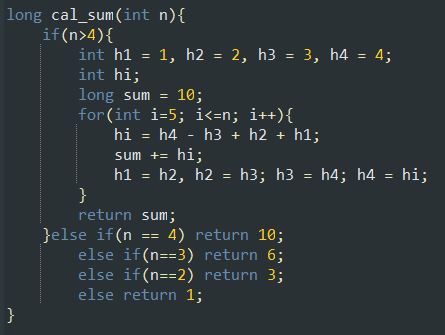 long cal_sum(int n){
    if(n>4){
        int h1 = 1, h2 = 2, h3 = 3, h4 = 4;
        int hi;
        long sum = 10;
        for(int i=5; i<=n; i++){
            hi = h4 - h3 + h2 + h1;
            sum += hi;
            h1 = h2, h2 = h3; h3 = h4; h4 = hi;
        }
        return sum;
    }else if(n == 4) return 10;
        else if(n==3) return 6;
        else if(n==2) return 3;
        else return 1;
}